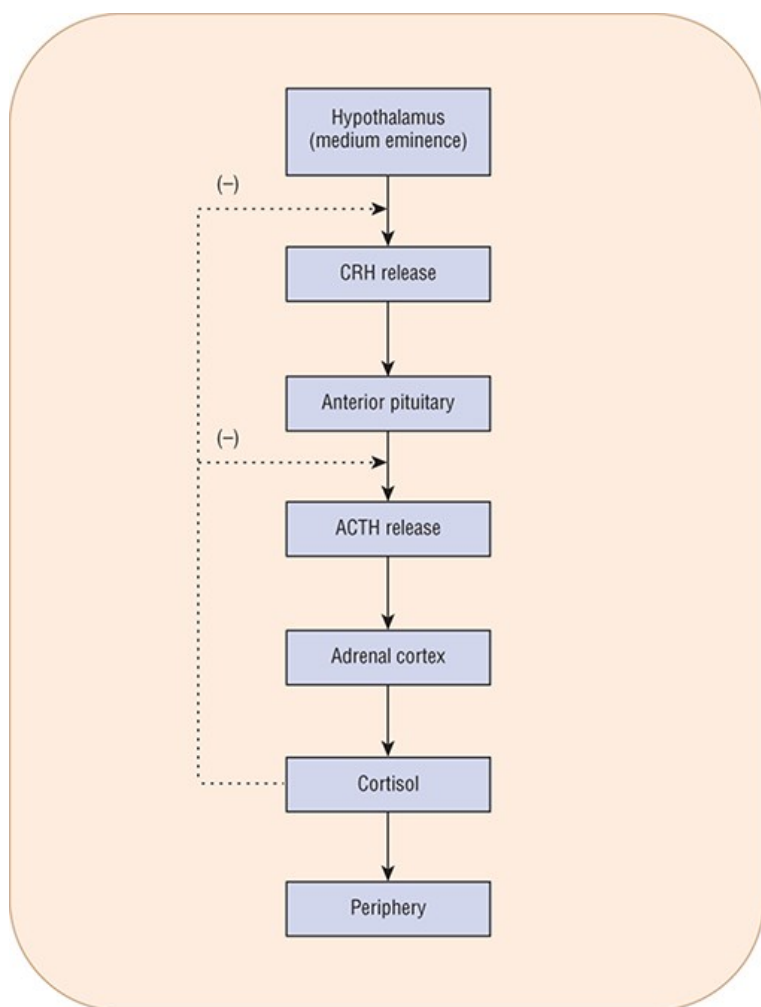 Hypothalamus
(medium eminence)
(–)
CRH release
Anterior pituitary
(–)
ACTH release
Adrenal cortex
Cortisol
Periphery